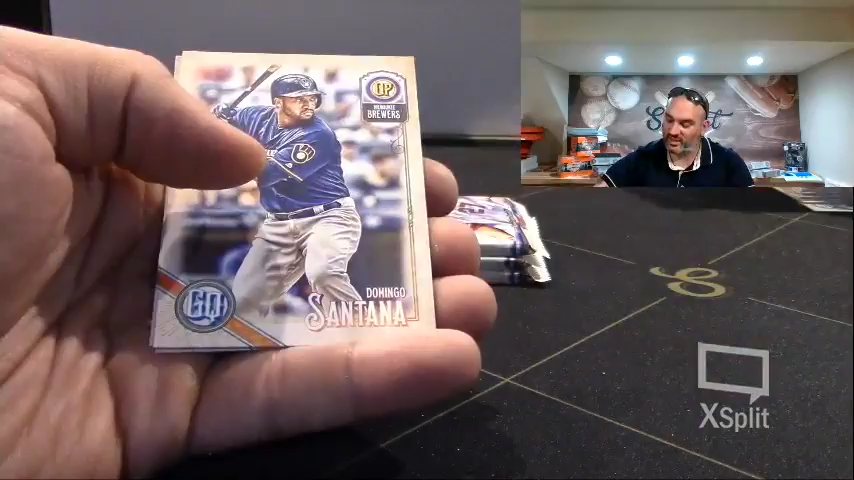 GP
MILWAUKEE
BREWERS
GQ
DOMINGO
SANTANA
XSplit